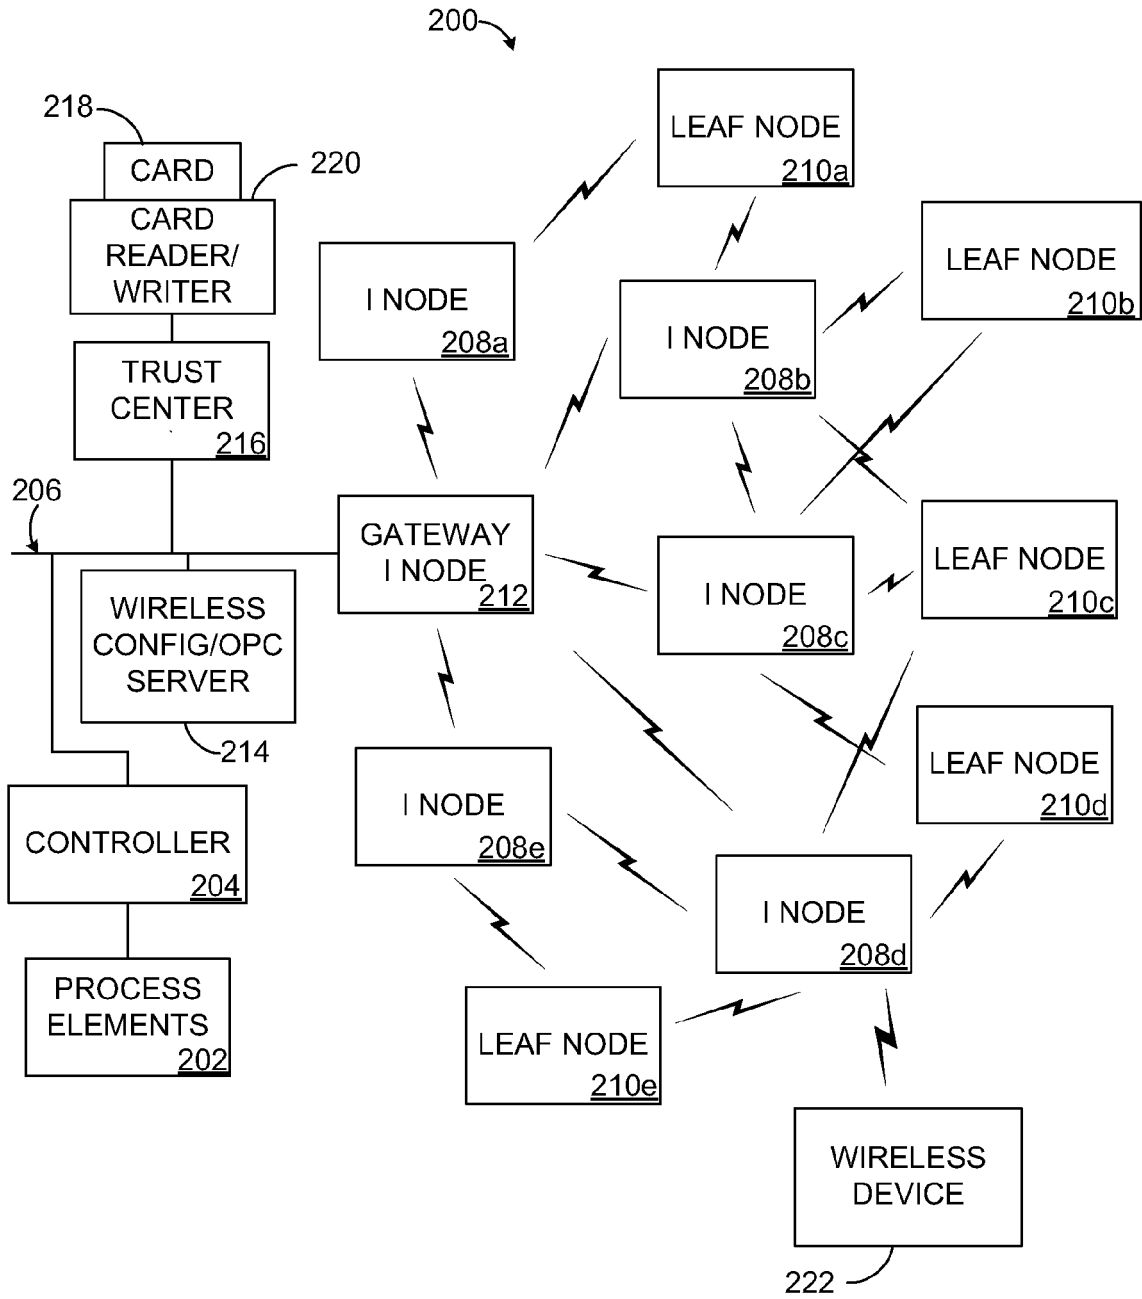 200
218
CARD
220
CARD
READER/
WRITER
TRUST
CENTER
216
206
WIRELESS
CONFIG/OPC
SERVER
214
CONTROLLER
204
PROCESS
ELEMENTS
202
I NODE
208a
GATEWAY
I NODE
212
I NODE
208e
LEAF NODE
210e
LEAF NODE
210a
I NODE
208b
I NODE
208c
I NODE
208d
LEAF NODE
210b
LEAF NODE
210c
LEAF NODE
210d
WIRELESS
DEVICE
222